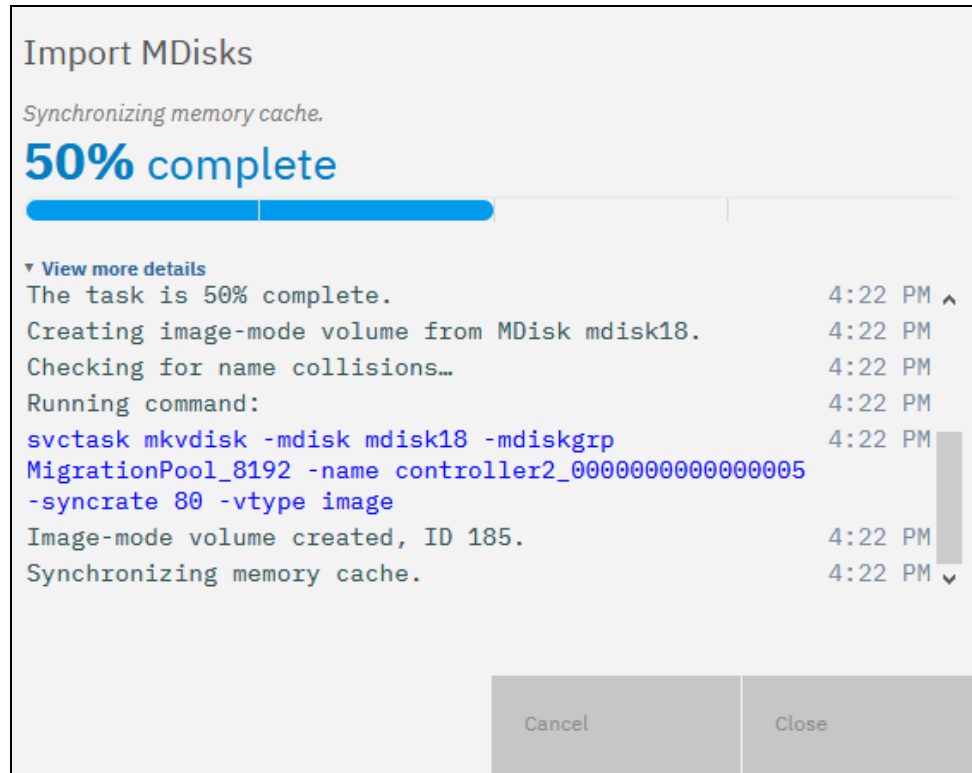 Import MDisks
Synchronizing memory cache.
50% complete
▾ View more details
The task is 50% complete. 4:22 PM
Creating image-mode volume from MDisk mdisk18. 4:22 PM
Checking for name collisions… 4:22 PM
Running command: 4:22 PM
svctask mkvdisk -mdisk mdisk18 -mdiskgrp 4:22 PM
MigrationPool_8192 -name controller2_0000000000000005
-syncrate 80 -vtype image
Image-mode volume created, ID 185. 4:22 PM
Synchronizing memory cache. 4:22 PM
Cancel Close